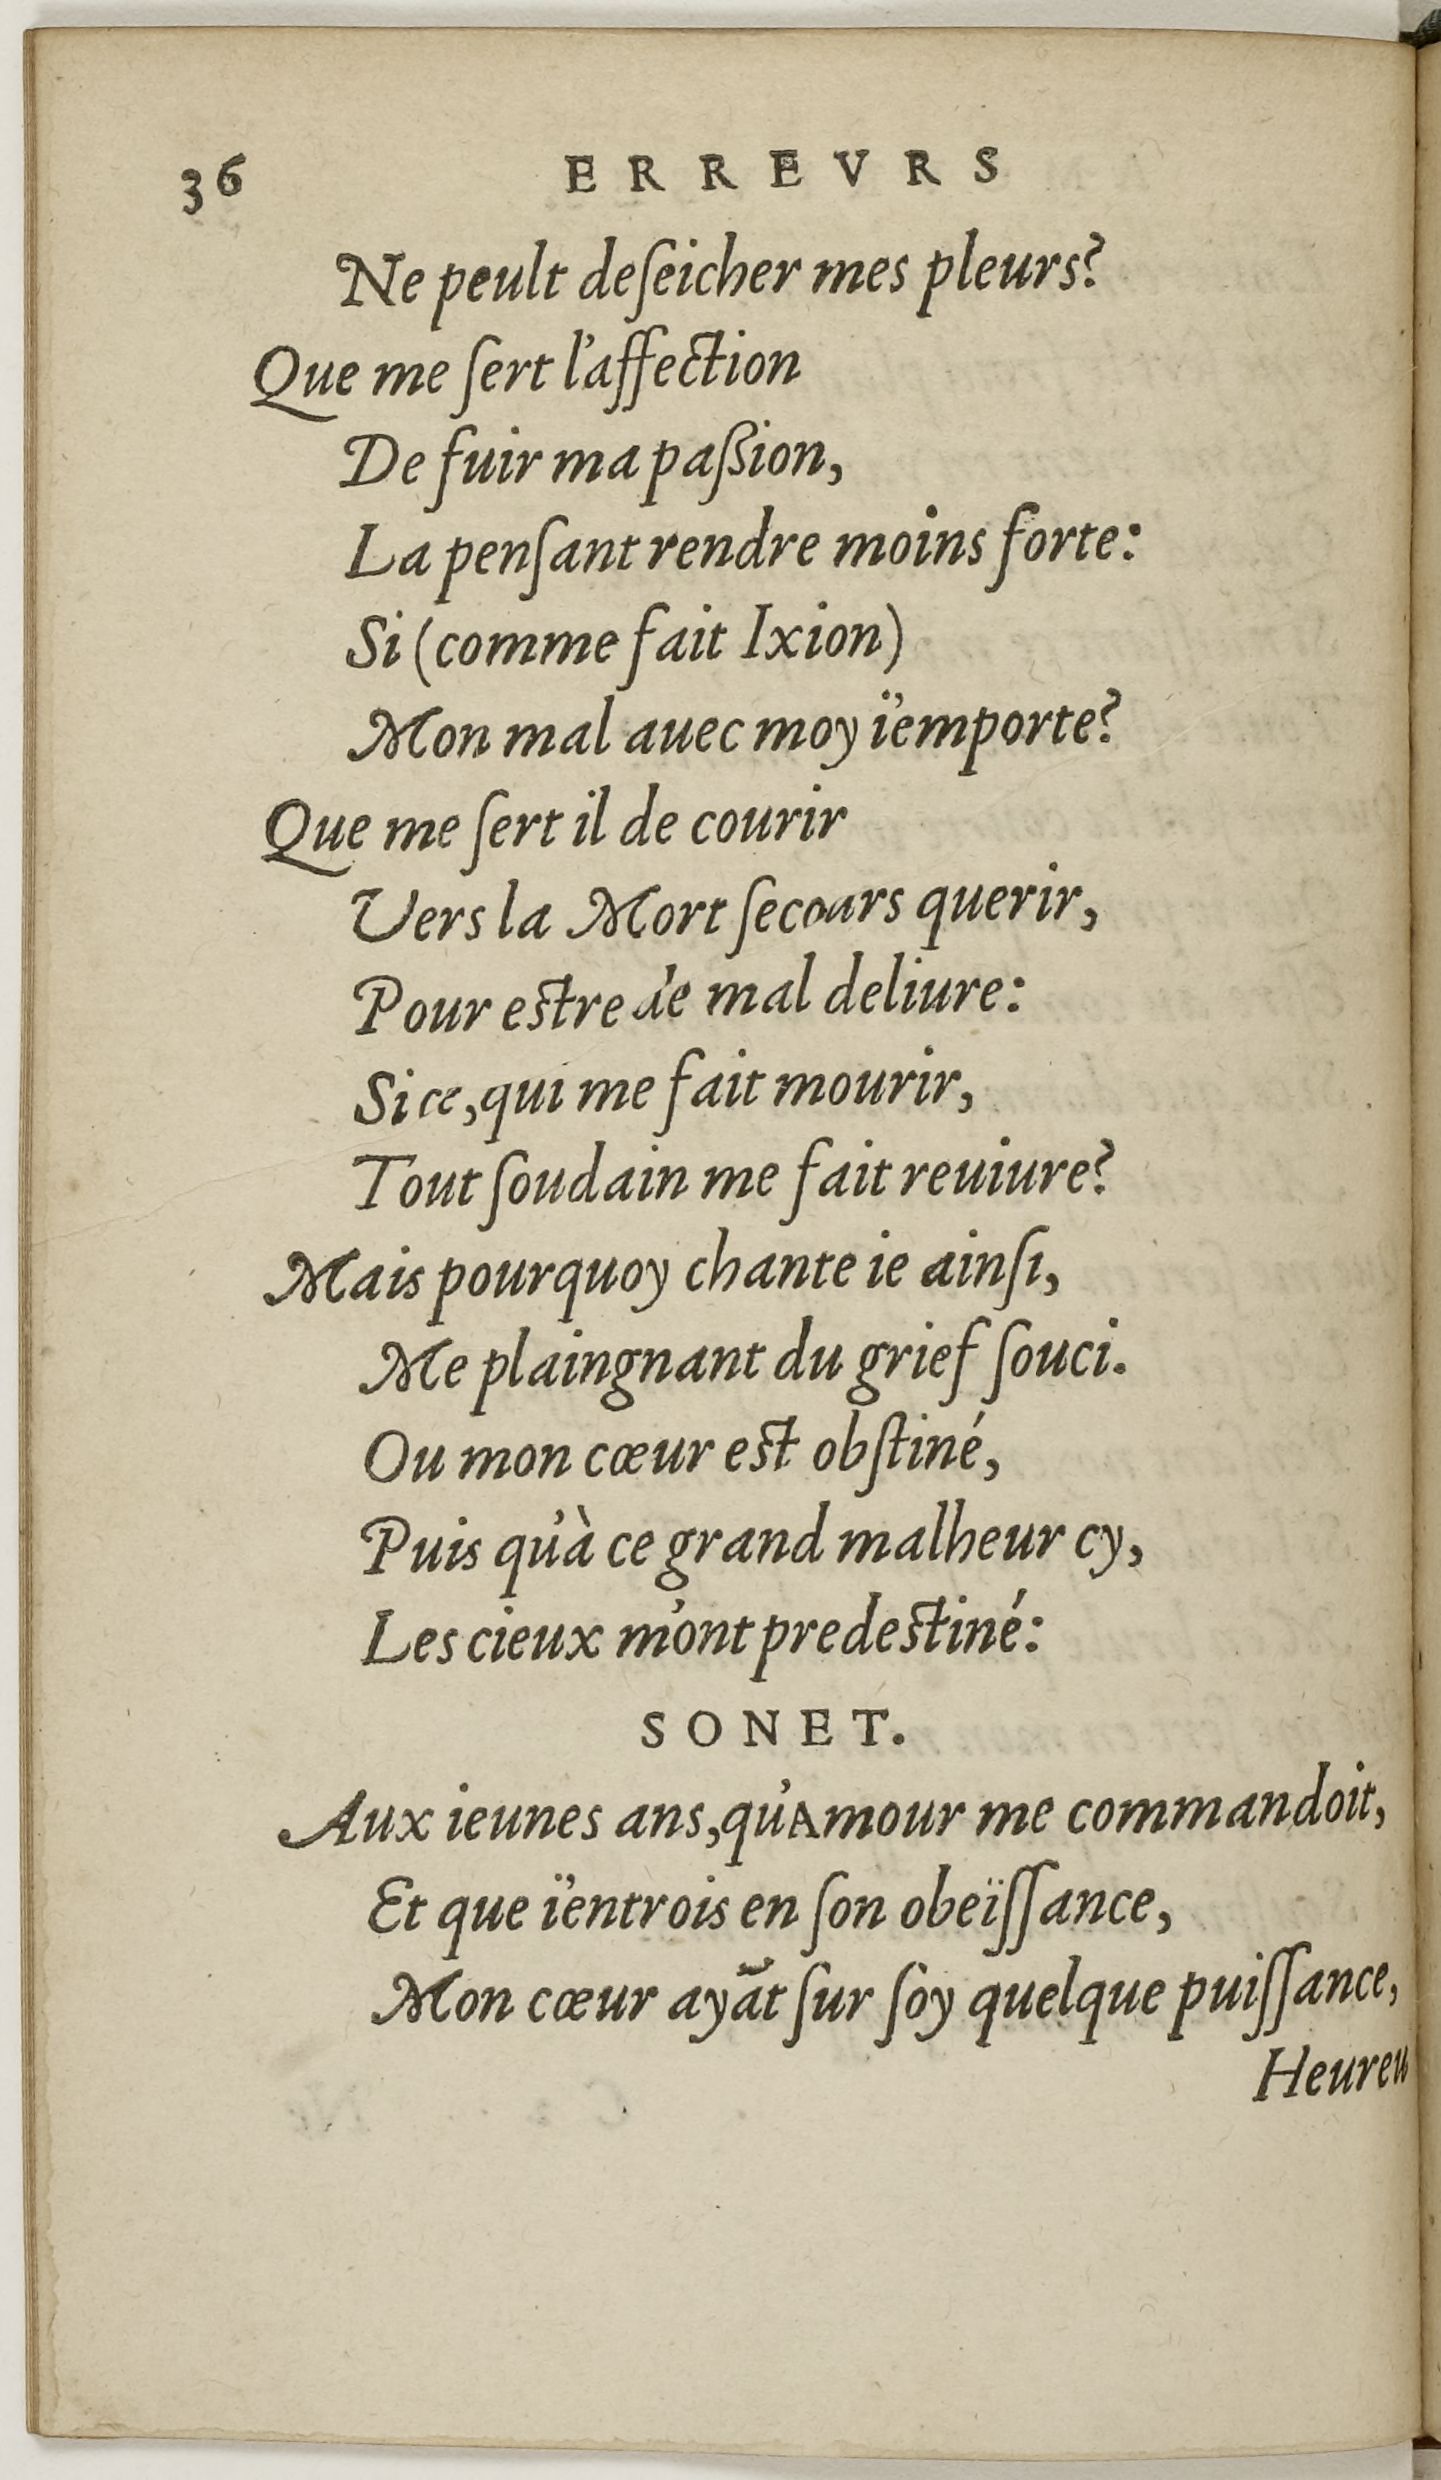 36 ERREVRS
Ne peult deſeicher mes pleurs?
Que me ſert l'affection
De fuir ma paßion,
La penſant rendre moins forte:
Si (comme fait Ixion)
Mon mal auec moy i'emporte?
Que me ſert il de courir
Vers la Mort ſecours querir,
Pour eſtre de mal deliure:
Si ce, qui me fait mourir,
Tout ſoudain me fait reuiure?
Mais pourquoy chante ie ainſi,
Me plaingnant du grief ſouci.
Ou mon cœur eſt obſtiné,
Puis qu'à ce grand malheur cy,
Les cieux m'ont predeſtiné:
SONET.
Aux ieunes ans, qu'Amour me commandoit,
Et que i'entrois en ſon obeïſſance,
Mon cœur ayãt ſur ſoy quelque puiſſance,
Heureu